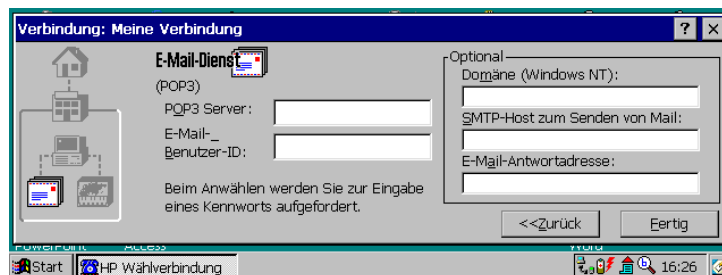 Verbindung: Meine Verbindung
E-Mail-Dienst
(POP3)
POP3 Server:
E-Mail-_
Benutzer-ID:
Beim Anwählen werden Sie zur Eingabe
eines Kennworts aufgefordert.
Optional
Domäne (Windows NT):
SMTP-Host zum Senden von Mail:
E-Mail-Antwortadresse:
<<Zurück
Fertig
PowerPoint
Access
Word
Start
HP Wählverbindung
16:26